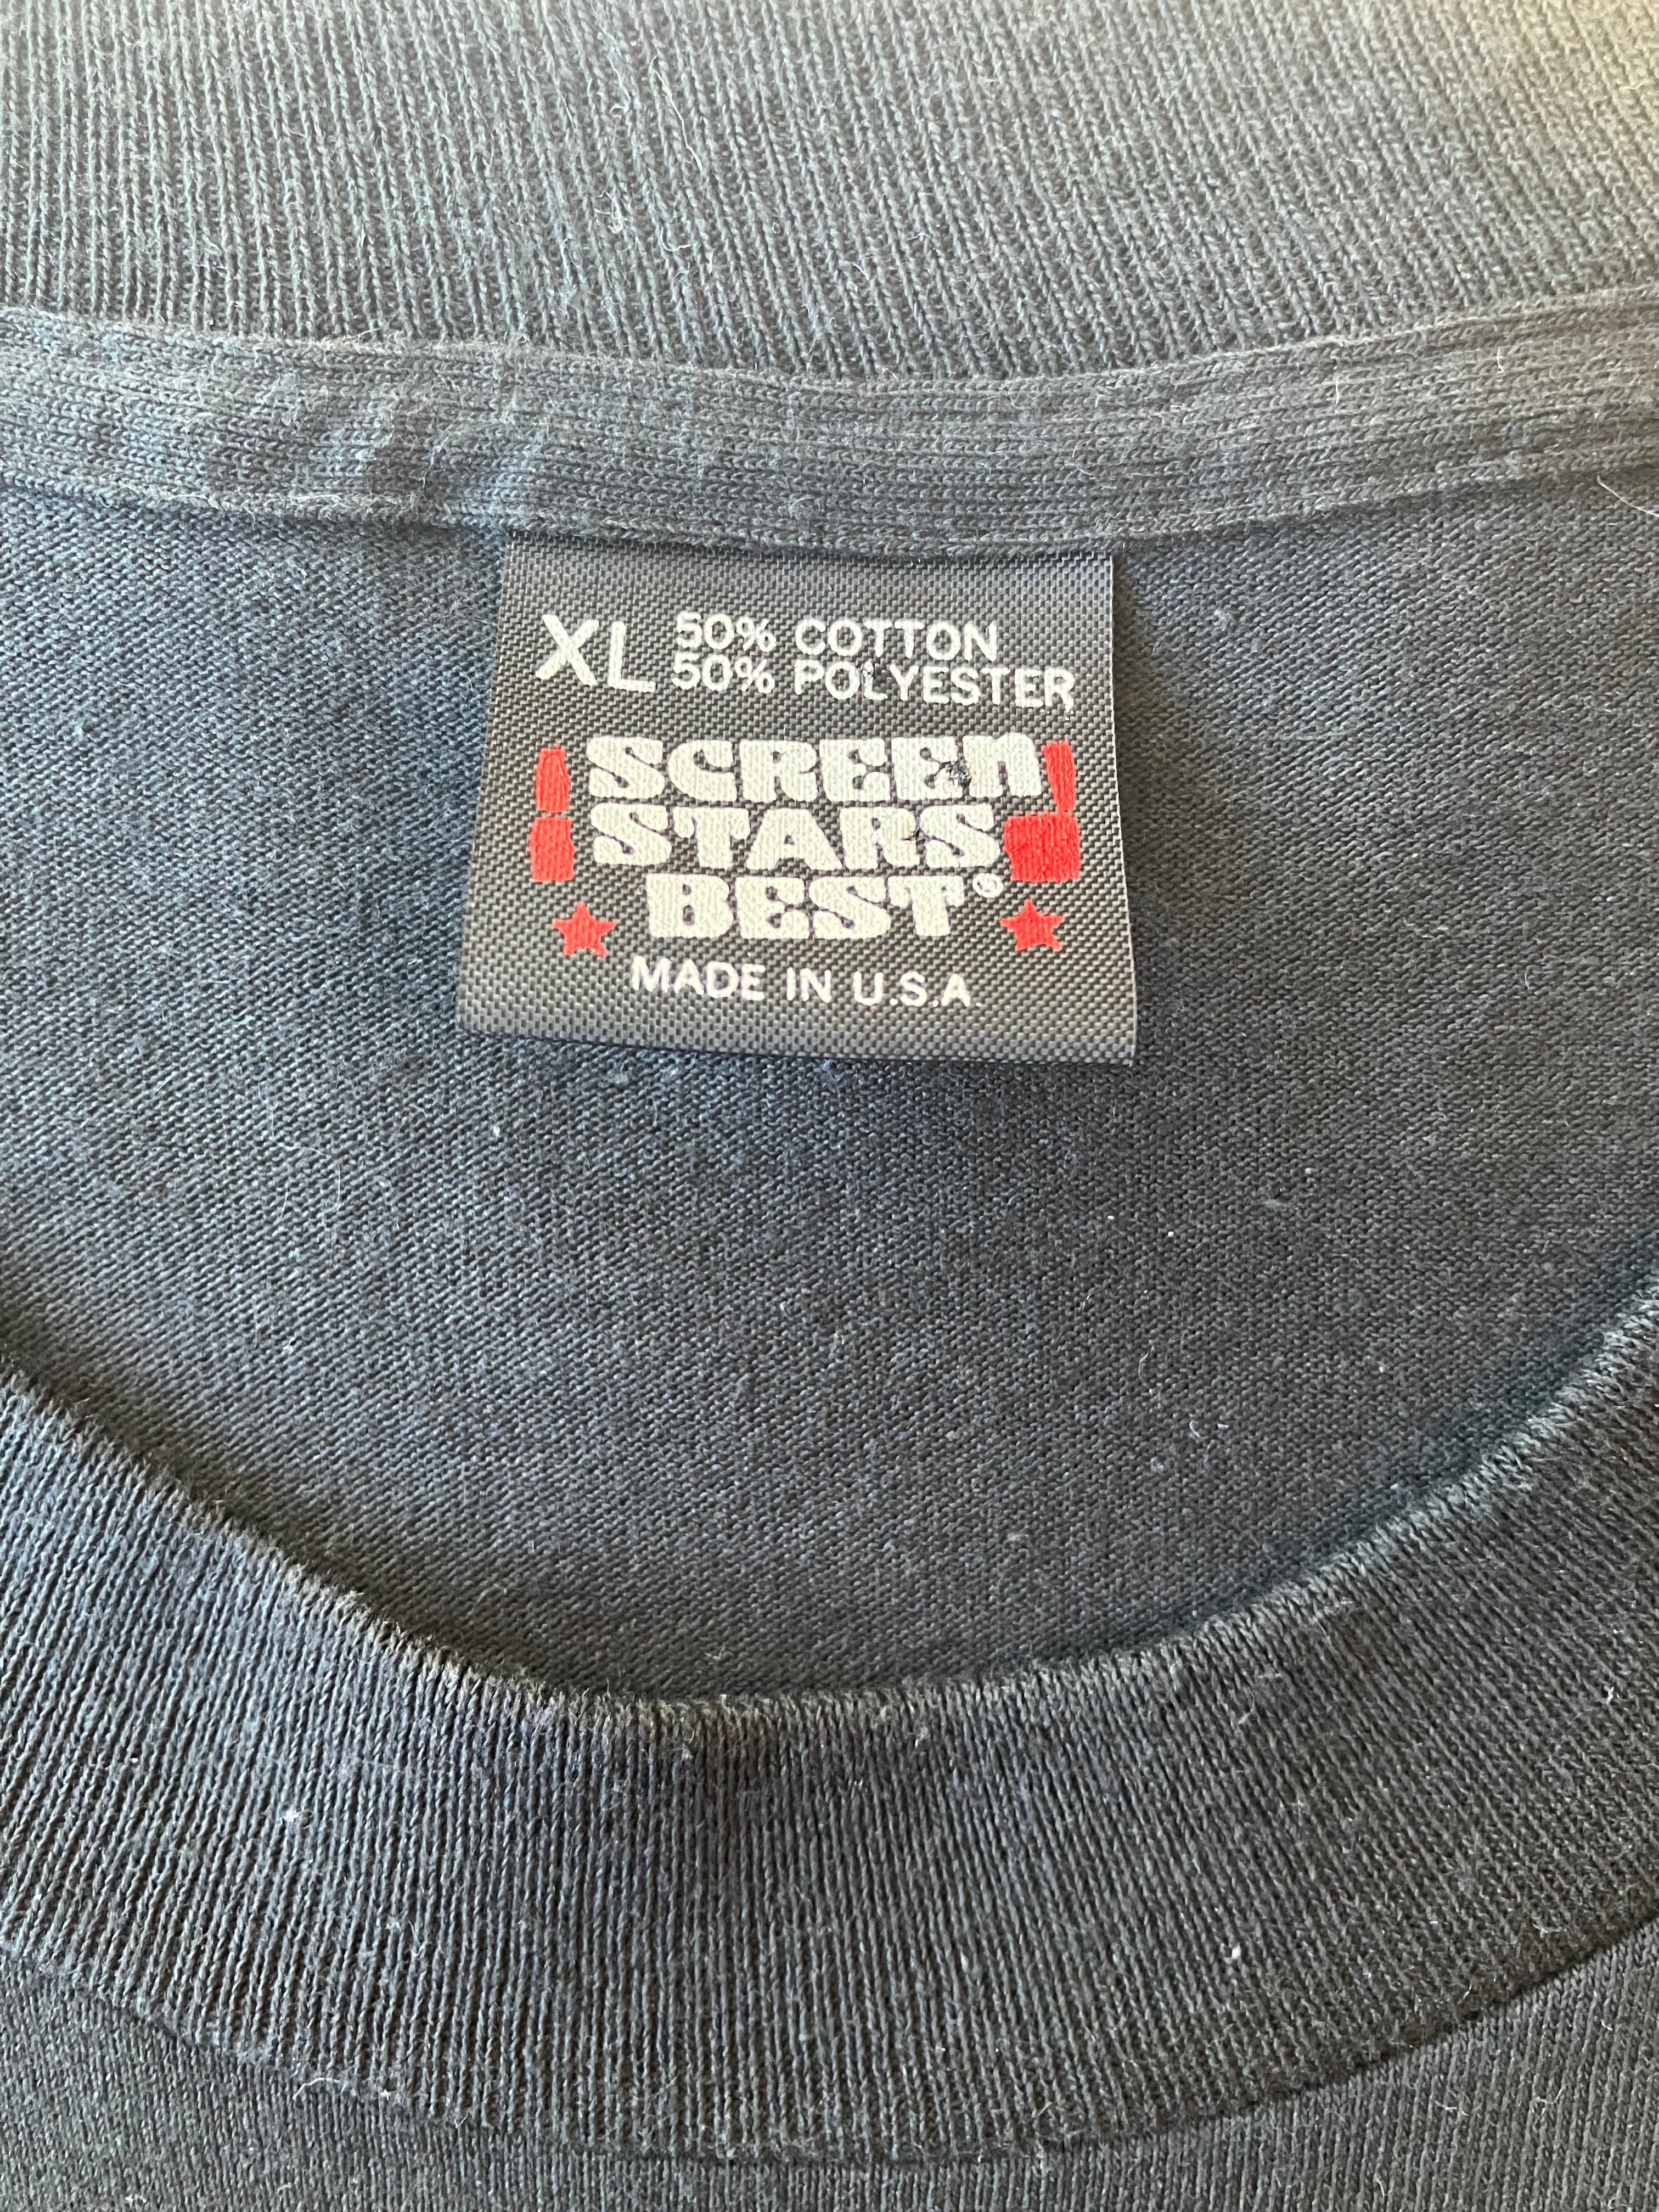 XL 50% COTTON
50% POLYESTER
SCREEN
STARS
BEST®
MADE IN U.S.A.